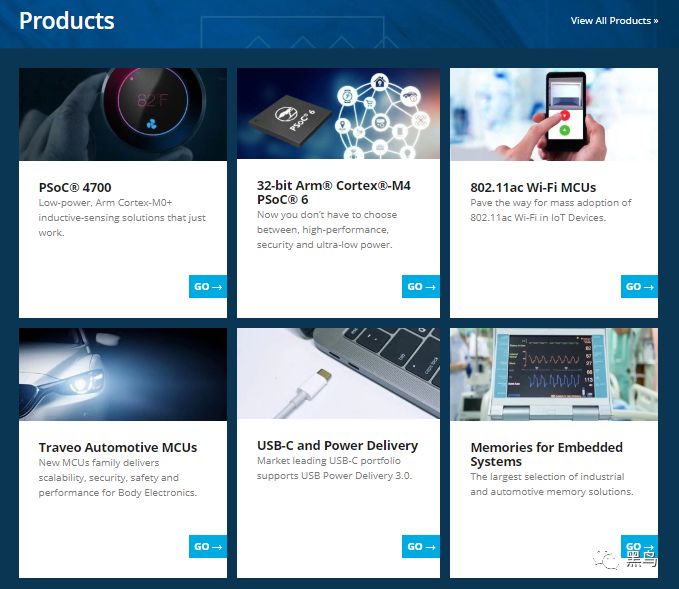 Products
View All Products »
82°F
PSoC® 6
PSoC® 4700
Low-power, Arm Cortex-M0+
inductive-sensing solutions that just
work.
GO →
32-bit Arm® Cortex®-M4
PSoC® 6
Now you don't have to choose
between, high-performance,
security and ultra-low power.
GO →
802.11ac Wi-Fi MCUs
Pave the way for mass adoption of
802.11ac Wi-Fi in IoT Devices.
GO →
Traveo Automotive MCUs
New MCUs family delivers
scalability, security, safety and
performance for Body Electronics.
GO →
caps lock
USB-C and Power Delivery
Market leading USB-C portfolio
supports USB Power Delivery 3.0.
GO →
Memories for Embedded
Systems
The largest selection of industrial
and automotive memory solutions.
GO →
黑鸟